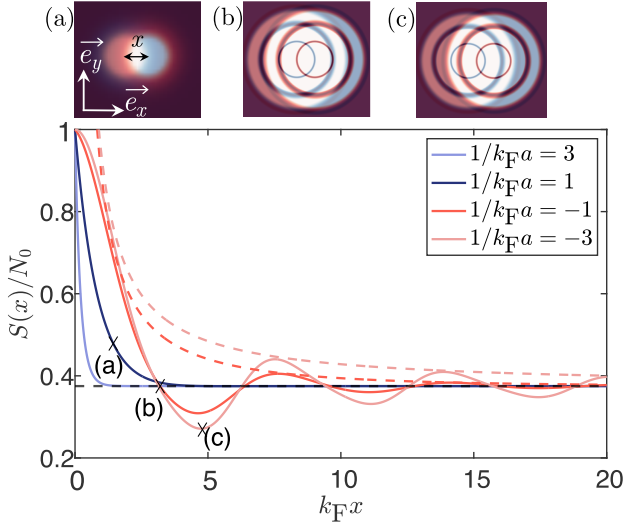 (a)
(b)
(c)
x
e_y
e_x
1
0.8
0.6
0.4
0.2
S(x)/N₀
1/k_F a = 3
1/k_F a = 1
1/k_F a = −1
1/k_F a = −3
(a)
(b)
(c)
0
5
10
15
20
k_F x